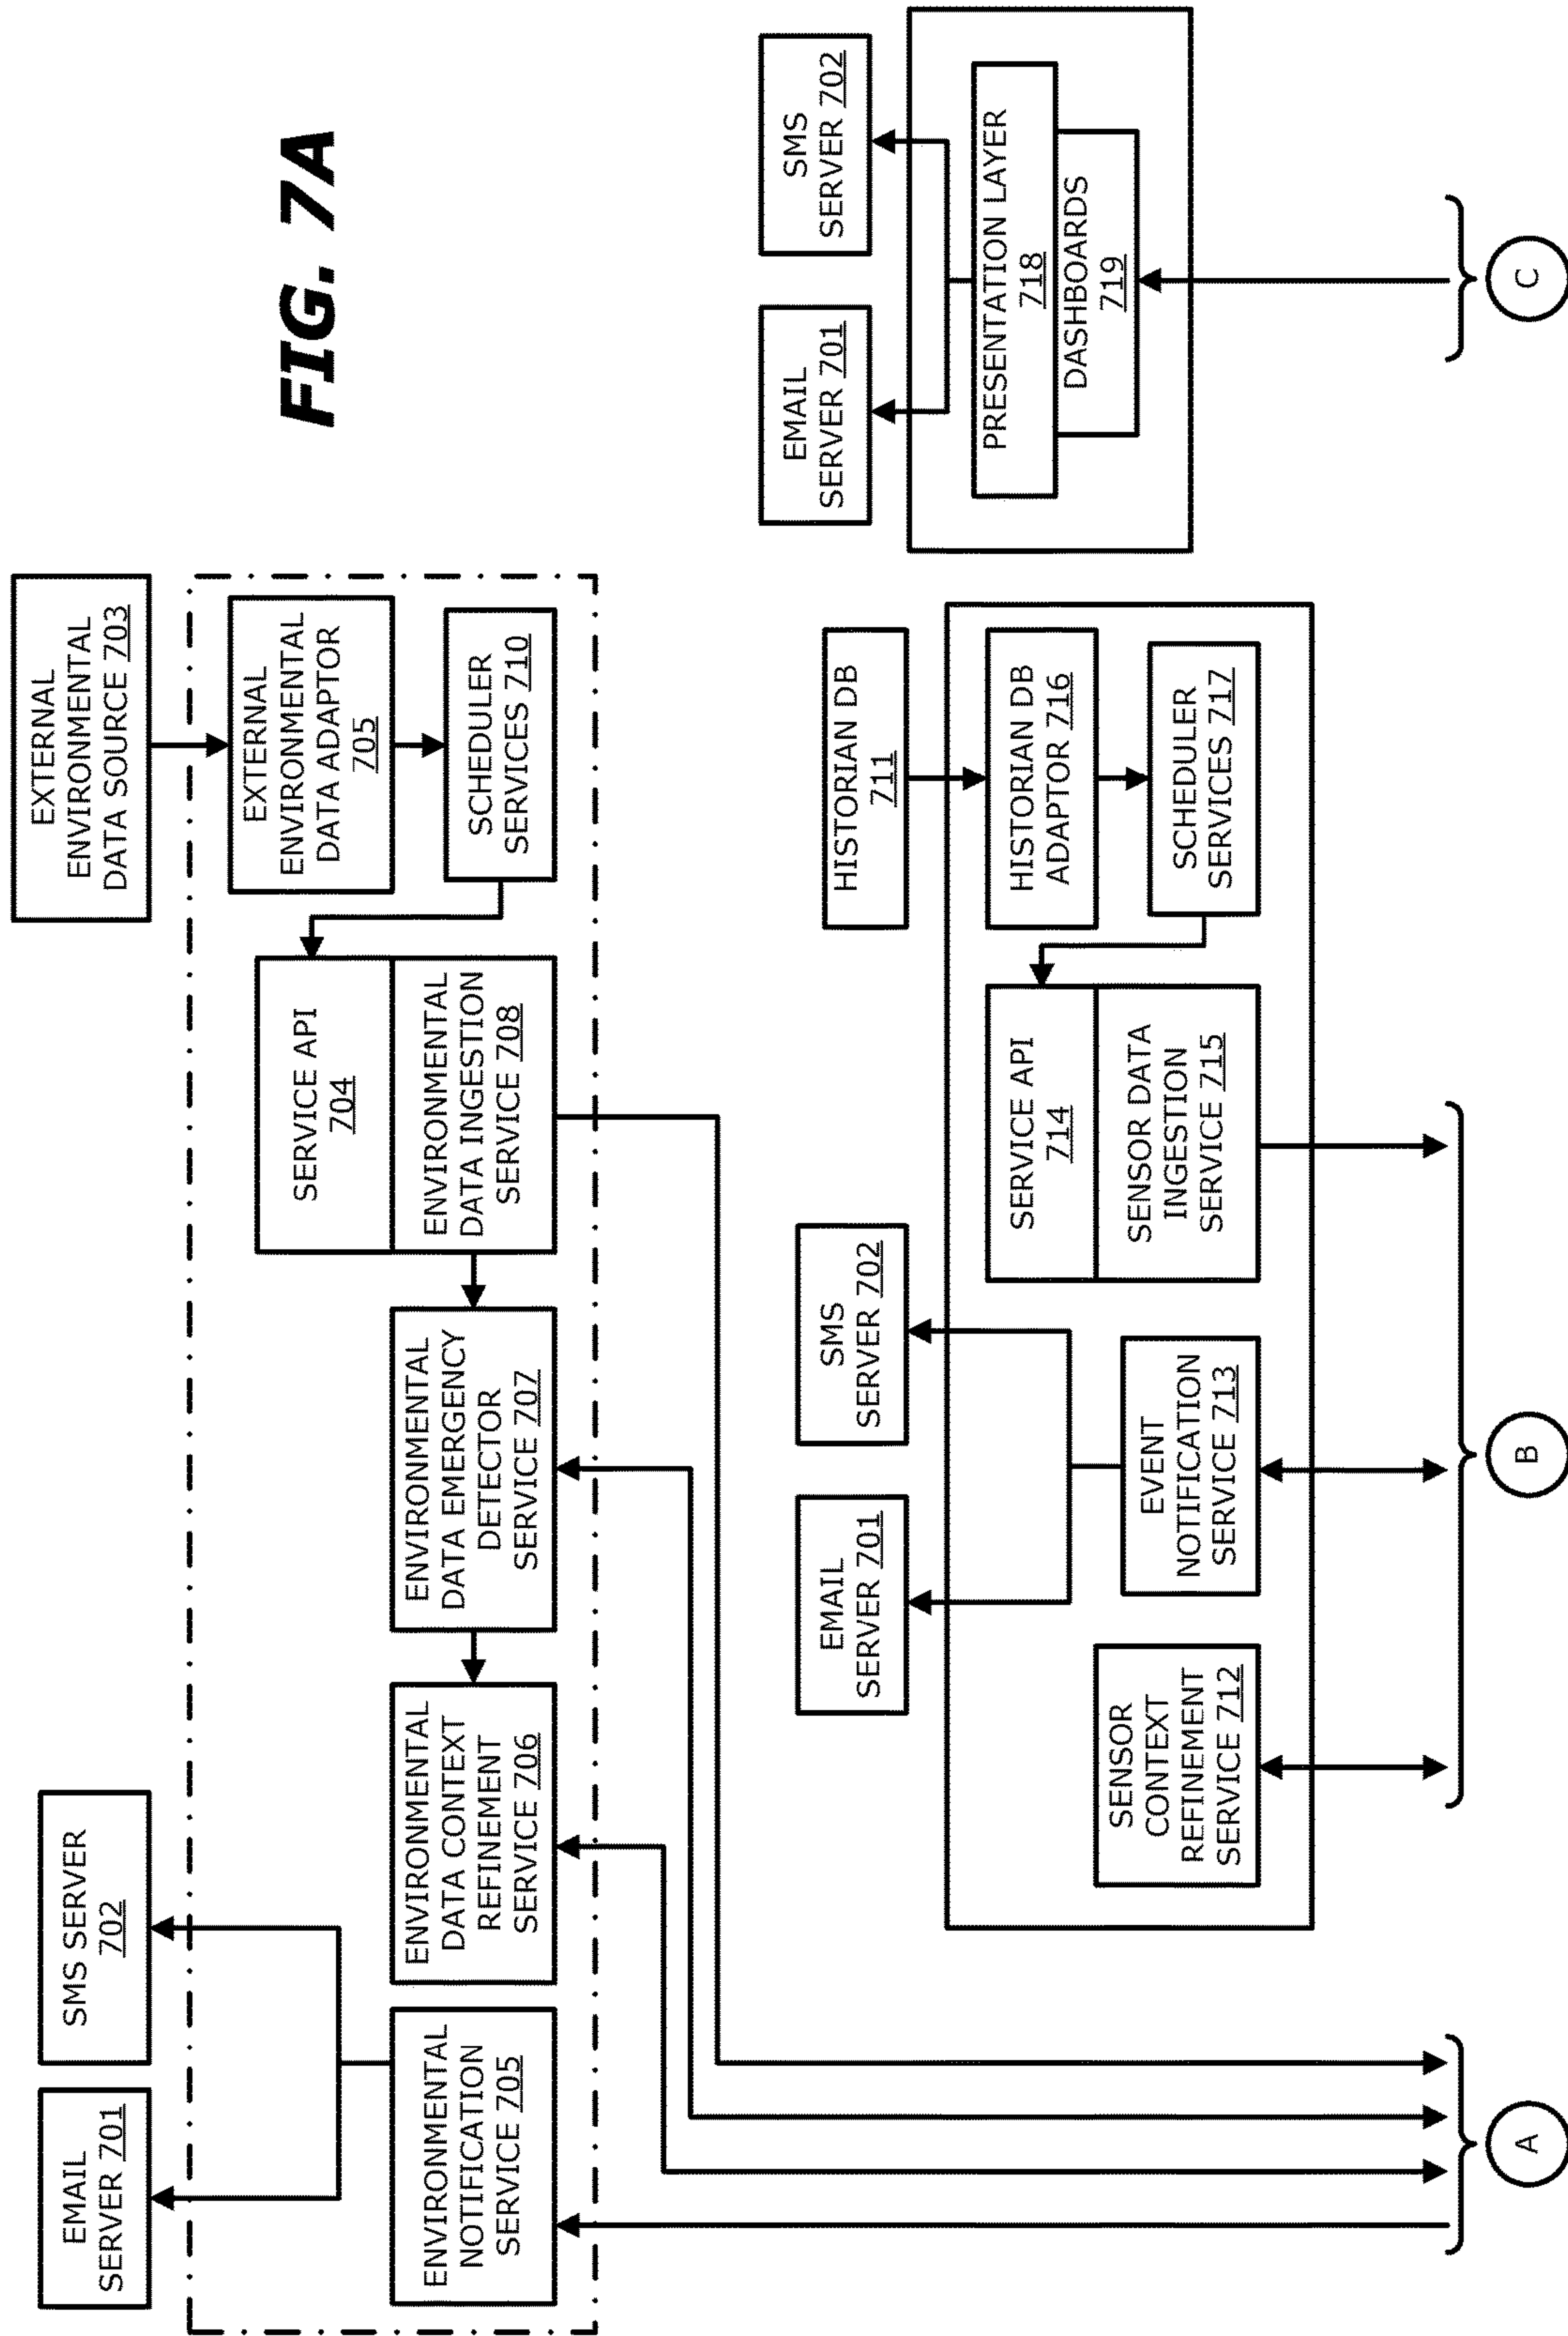 FIG. 7A
EMAIL
SERVER 701
SMS SERVER
702
EXTERNAL
ENVIRONMENTAL
DATA SOURCE 703
ENVIRONMENTAL
NOTIFICATION
SERVICE 705
ENVIRONMENTAL
DATA CONTEXT
REFINEMENT
SERVICE 706
ENVIRONMENTAL
DATA EMERGENCY
DETECTOR
SERVICE 707
SERVICE API
704
ENVIRONMENTAL
DATA INGESTION
SERVICE 708
EXTERNAL
ENVIRONMENTAL
DATA ADAPTOR
705
SCHEDULER
SERVICES 710
EMAIL
SERVER 701
SMS
SERVER 702
HISTORIAN DB
711
SENSOR
CONTEXT
REFINEMENT
SERVICE 712
EVENT
NOTIFICATION
SERVICE 713
SERVICE API
714
SENSOR DATA
INGESTION
SERVICE 715
HISTORIAN DB
ADAPTOR 716
SCHEDULER
SERVICES 717
EMAIL
SERVER 701
SMS
SERVER 702
PRESENTATION LAYER
718
DASHBOARDS
719
A
B
C